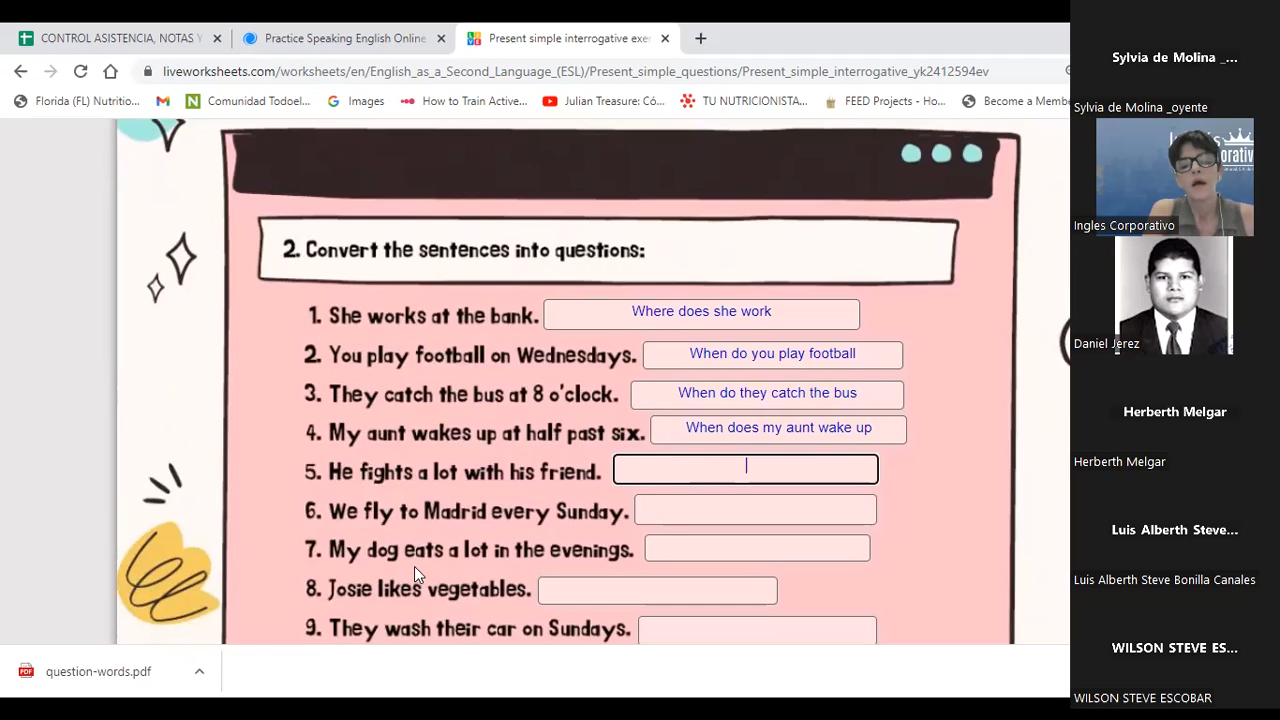 CONTROL ASISTENCIA, NOTAS Y
Practice Speaking English Online
Present simple interrogative exe
liveworksheets.com/worksheets/en/English_as_a_Second_Language_(ESL)/Present_simple_questions/Present_simple_interrogative_yk2412594ev
Florida (FL) Nutritio...
Comunidad Todoel...
Images
How to Train Active...
Julian Treasure: Có...
TU NUTRICIONISTA...
FEED Projects - Ho...
Become a Membe
2. Convert the sentences into questions:
1. She works at the bank. Where does she work
2. You play football on Wednesdays. When do you play football
3. They catch the bus at 8 o'clock. When do they catch the bus
4. My aunt wakes up at half past six. When does my aunt wake up
5. He fights a lot with his friend.
6. We fly to Madrid every Sunday.
7. My dog eats a lot in the evenings.
8. Josie likes vegetables.
9. They wash their car on Sundays.
question-words.pdf
Sylvia de Molina _...
Sylvia de Molina _oyente
Ingles Corporativo
Daniel Jerez
Herberth Melgar
Herberth Melgar
Luis Alberth Steve...
Luis Alberth Steve Bonilla Canales
WILSON STEVE ES...
WILSON STEVE ESCOBAR